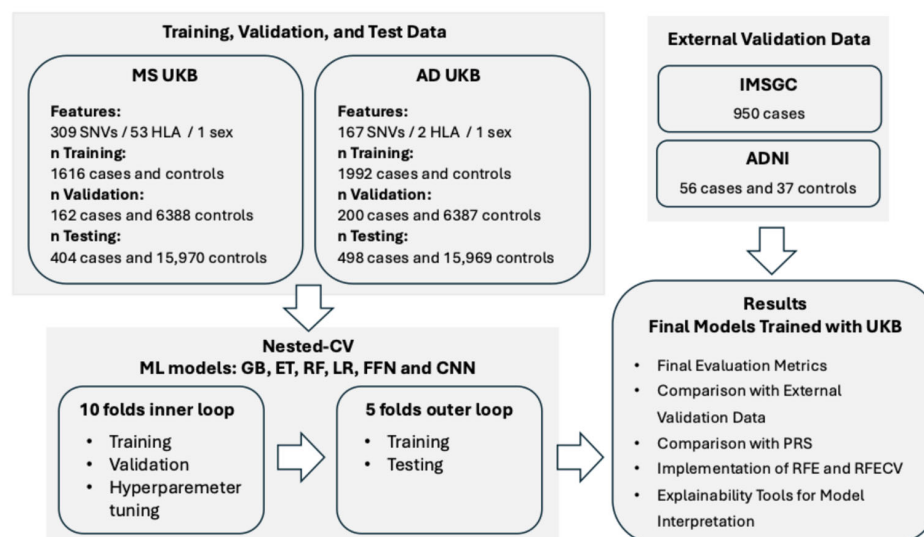 Training, Validation, and Test Data
MS UKB
Features:
309 SNVs / 53 HLA / 1 sex
n Training:
1616 cases and controls
n Validation:
162 cases and 6388 controls
n Testing:
404 cases and 15,970 controls
AD UKB
Features:
167 SNVs / 2 HLA / 1 sex
n Training:
1992 cases and controls
n Validation:
200 cases and 6387 controls
n Testing:
498 cases and 15,969 controls
External Validation Data
IMSGC
950 cases
ADNI
56 cases and 37 controls
Nested-CV
ML models: GB, ET, RF, LR, FFN and CNN
10 folds inner loop
• Training
• Validation
• Hyperparemeter
tuning
5 folds outer loop
• Training
• Testing
Results
Final Models Trained with UKB
• Final Evaluation Metrics
• Comparison with External
Validation Data
• Comparison with PRS
• Implementation of RFE and RFECV
• Explainability Tools for Model
Interpretation